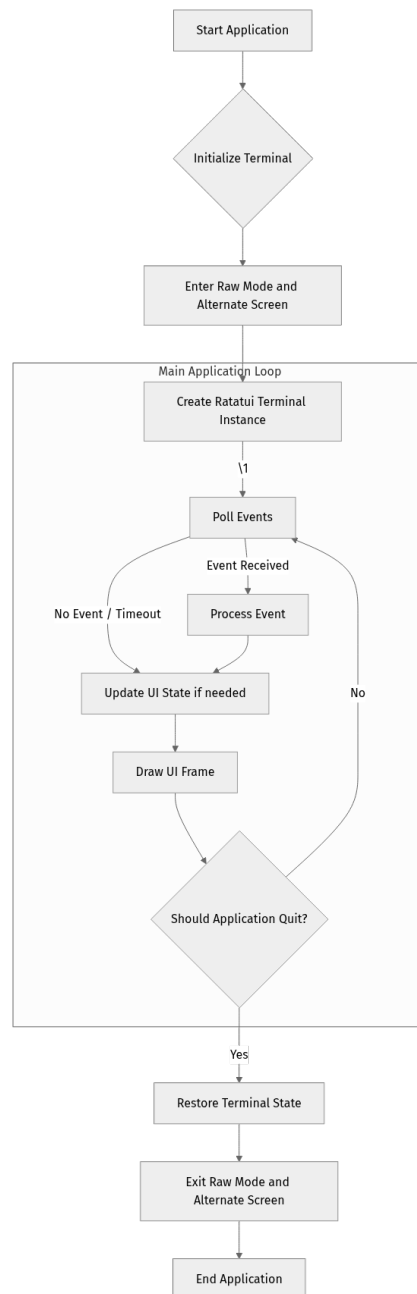 Start Application
Initialize Terminal
Enter Raw Mode and
Alternate Screen
Main Application Loop
Create Ratatui Terminal
Instance
\1
Poll Events
Event Received
No Event / Timeout
Process Event
Update UI State if needed
No
Draw UI Frame
Should Application Quit?
Yes
Restore Terminal State
Exit Raw Mode and
Alternate Screen
End Application